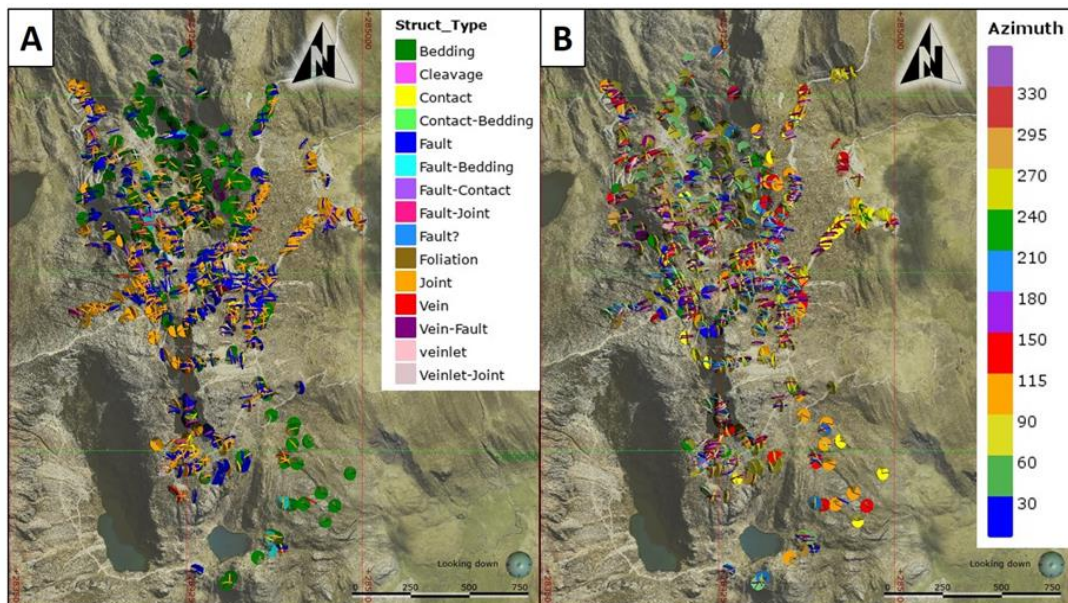 A
N
Struct_Type
Bedding
Cleavage
Contact
Contact-Bedding
Fault
Fault-Bedding
Fault-Contact
Fault-Joint
Fault?
Foliation
Joint
Vein
Vein-Fault
veinlet
Veinlet-Joint
+285000
Looking down
0 250 500 750
B
N
Azimuth
330
295
270
240
210
180
150
115
90
60
30
+285000
Looking down
0 250 500 750